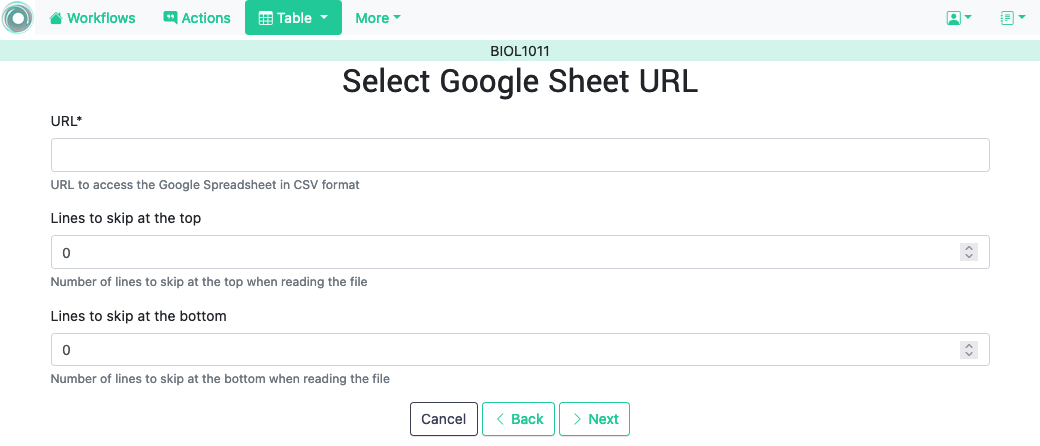 Workflows Actions Table More
BIOL1011
Select Google Sheet URL
URL*
URL to access the Google Spreadsheet in CSV format
Lines to skip at the top
0
Number of lines to skip at the top when reading the file
Lines to skip at the bottom
0
Number of lines to skip at the bottom when reading the file
Cancel Back Next